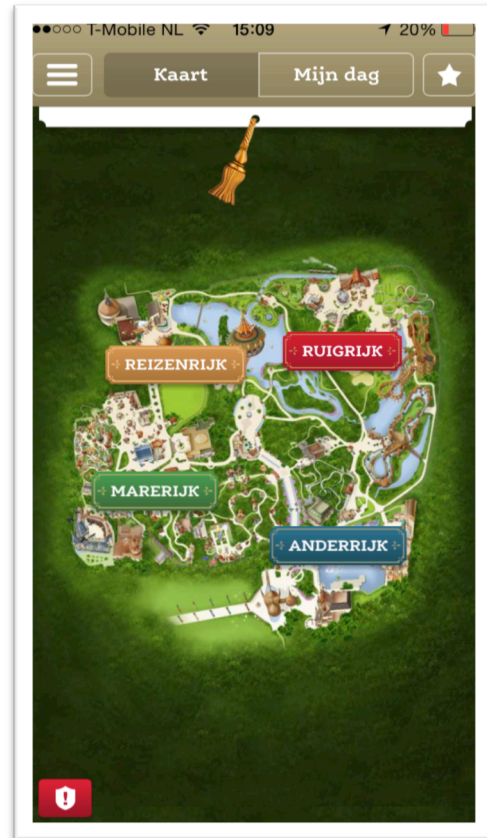 T-Mobile NL 15:09 20%
Kaart Mijn dag
RUIGRIJK
REIZENRIJK
MARERIJK
ANDERRIJK